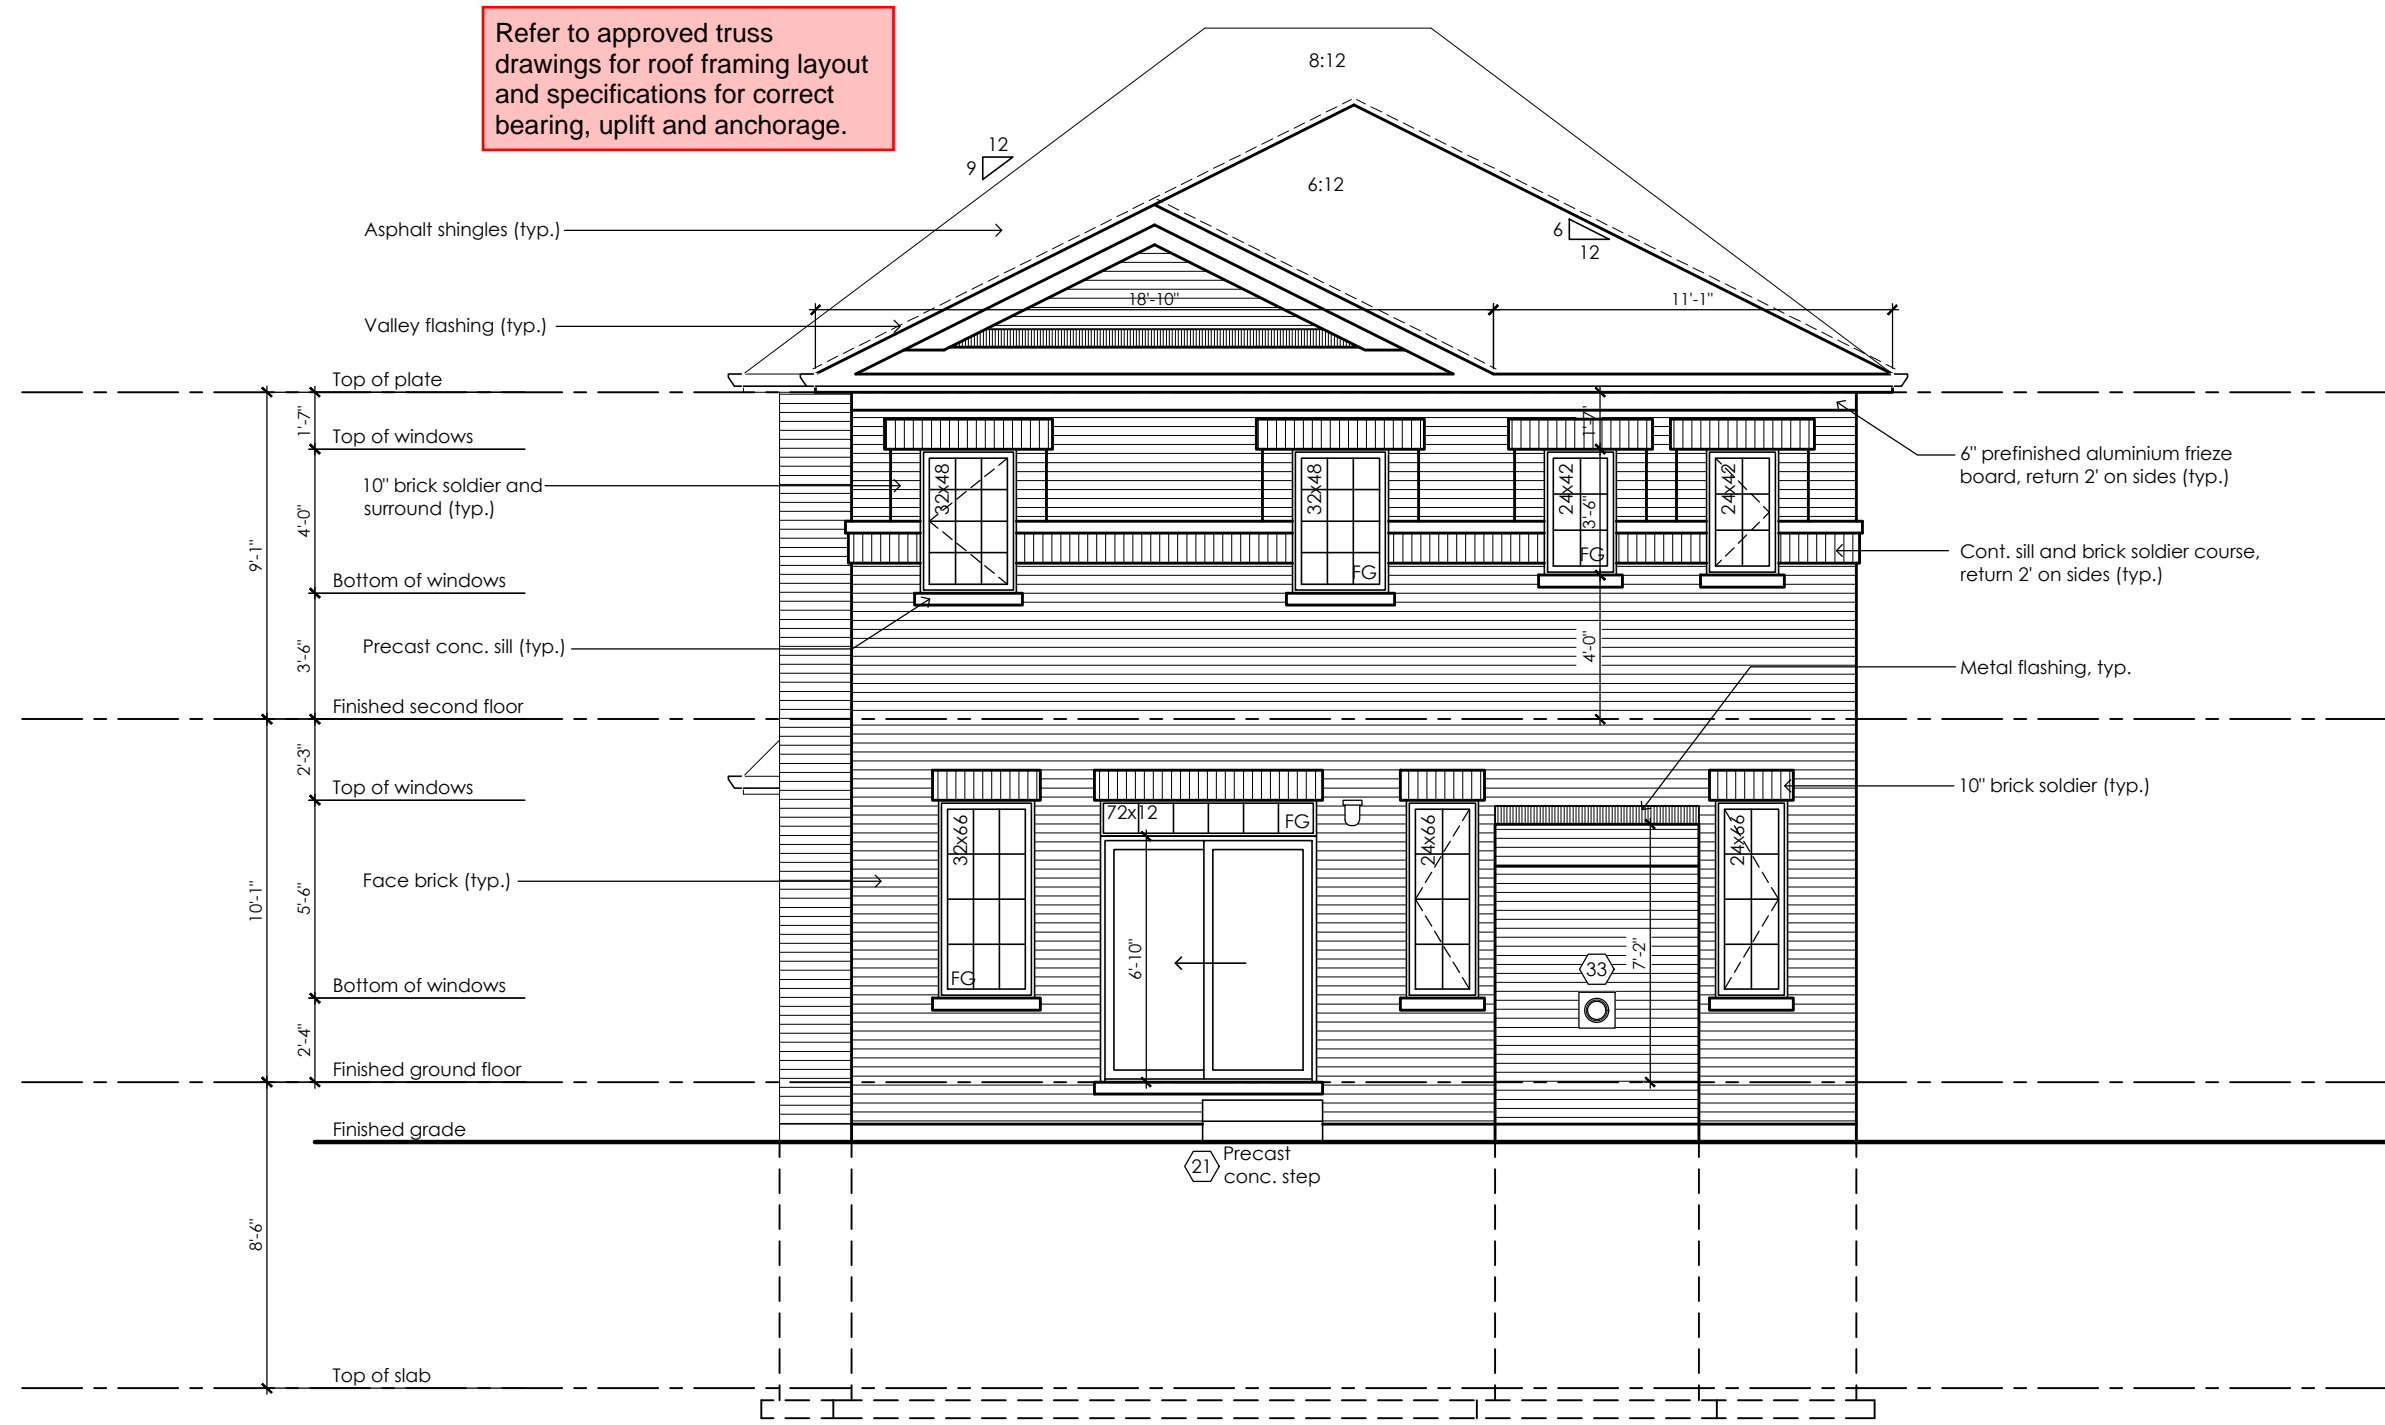 Refer to approved truss
drawings for roof framing layout
and specifications for correct
bearing, uplift and anchorage.
8:12
12
9
6:12
6
12
Asphalt shingles (typ.)
18'-10"
11'-1"
Valley flashing (typ.)
Top of plate
1'-7"
1'-7"
Top of windows
6" prefinished aluminium frieze
board, return 2' on sides (typ.)
10" brick soldier and
surround (typ.)
32x48
32x48
24x42
24x42
4'-0"
3'-6"
9'-1"
FG
FG
Cont. sill and brick soldier course,
return 2' on sides (typ.)
Bottom of windows
Precast conc. sill (typ.)
3'-6"
4'-0"
Metal flashing, typ.
Finished second floor
2'-3"
Top of windows
10" brick soldier (typ.)
72x12
FG
32x66
24x66
24x66
Face brick (typ.)
5'-6"
10'-1"
6'-10"
7'-2"
33
FG
Bottom of windows
2'-4"
Finished ground floor
Finished grade
21
Precast
conc. step
8'-6"
Top of slab